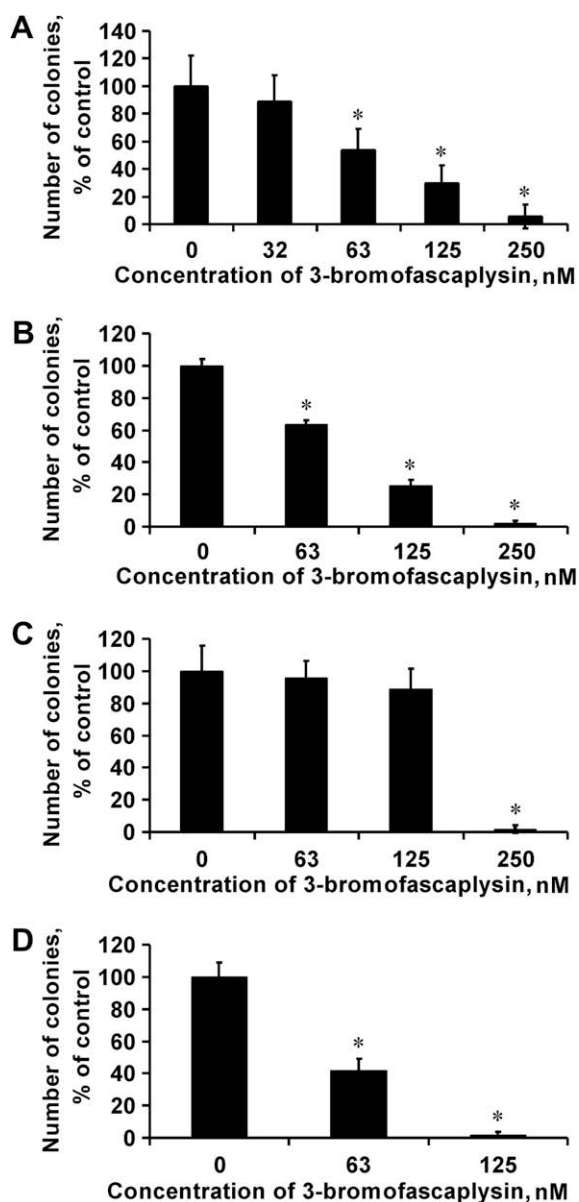 A
Number of colonies,
% of control
140
120
100
80
60
40
20
0
*
*
*
0 32 63 125 250
Concentration of 3-bromofascaplysin, nM
B
Number of colonies,
% of control
120
100
80
60
40
20
0
*
*
*
0 63 125 250
Concentration of 3-bromofascaplysin, nM
C
Number of colonies,
% of control
120
100
80
60
40
20
0
*
0 63 125 250
Concentration of 3-bromofascaplysin, nM
D
Number of colonies,
% of control
120
100
80
60
40
20
0
*
*
0 63 125
Concentration of 3-bromofascaplysin, nM